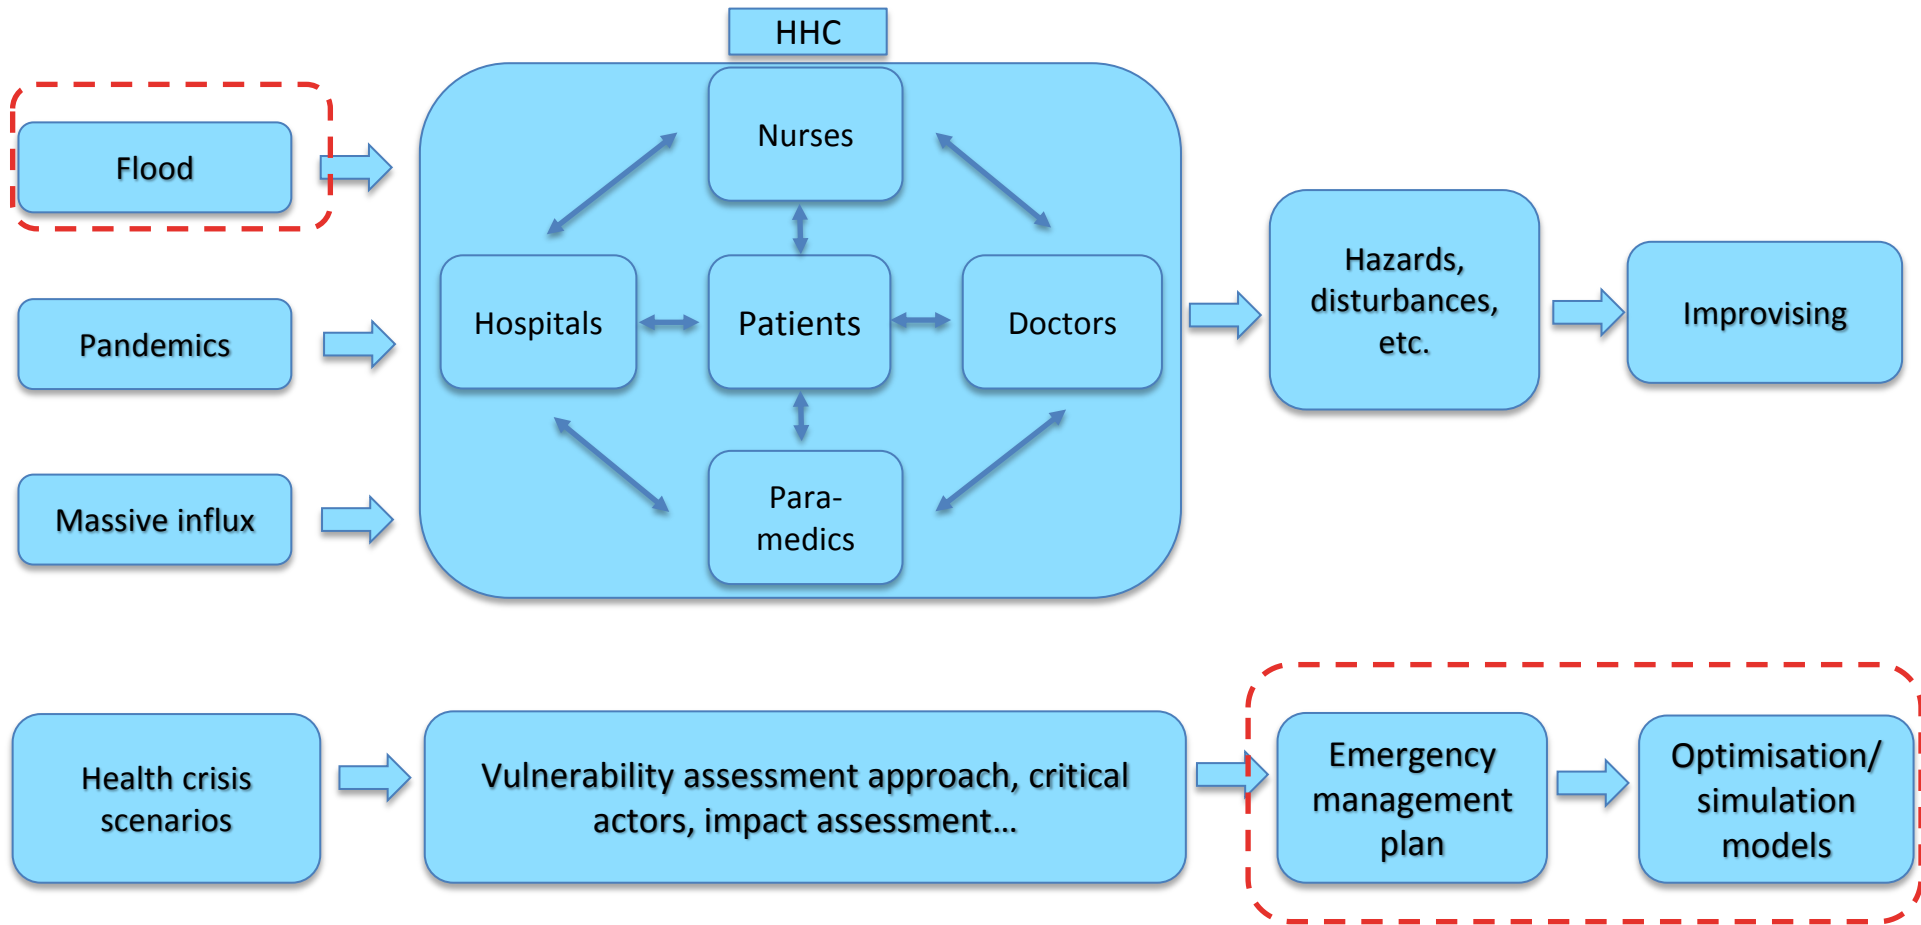 HHC
Nurses
Flood
Hospitals
Patients
Doctors
Hazards,
disturbances,
etc.
Improvising
Pandemics
Massive influx
Para-
medics
Health crisis
scenarios
Vulnerability assessment approach, critical
actors, impact assessment...
Emergency
management
plan
Optimisation/
simulation
models